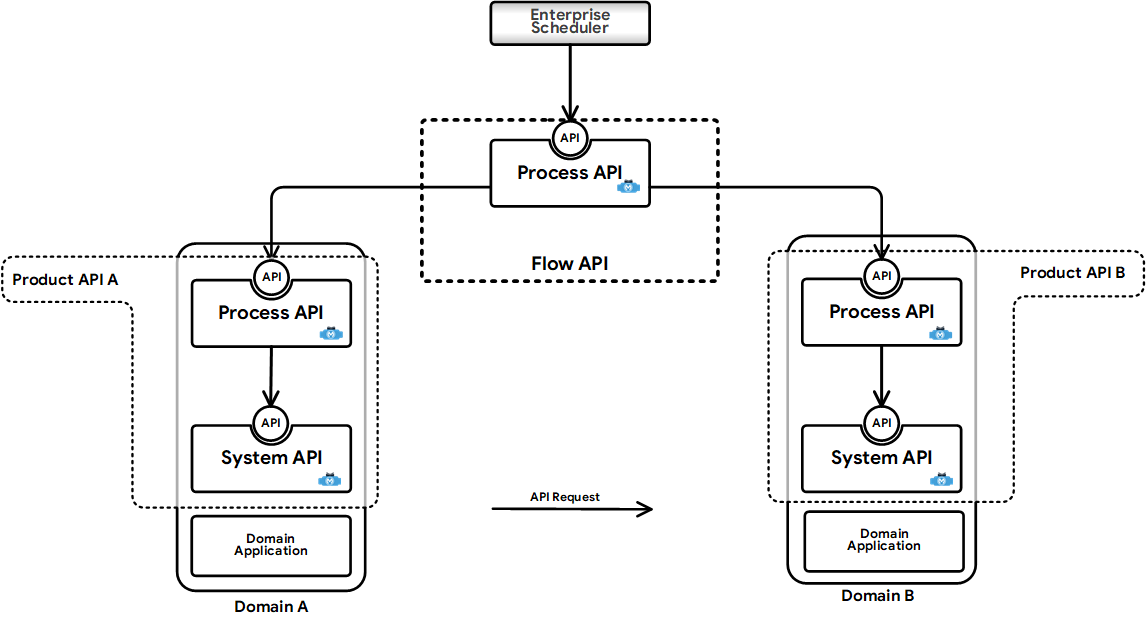 Enterprise
Scheduler
API
Process API
Flow API
Product API A
API
Process API
API
System API
Domain
Application
Domain A
API Request
Product API B
API
Process API
API
System API
Domain
Application
Domain B